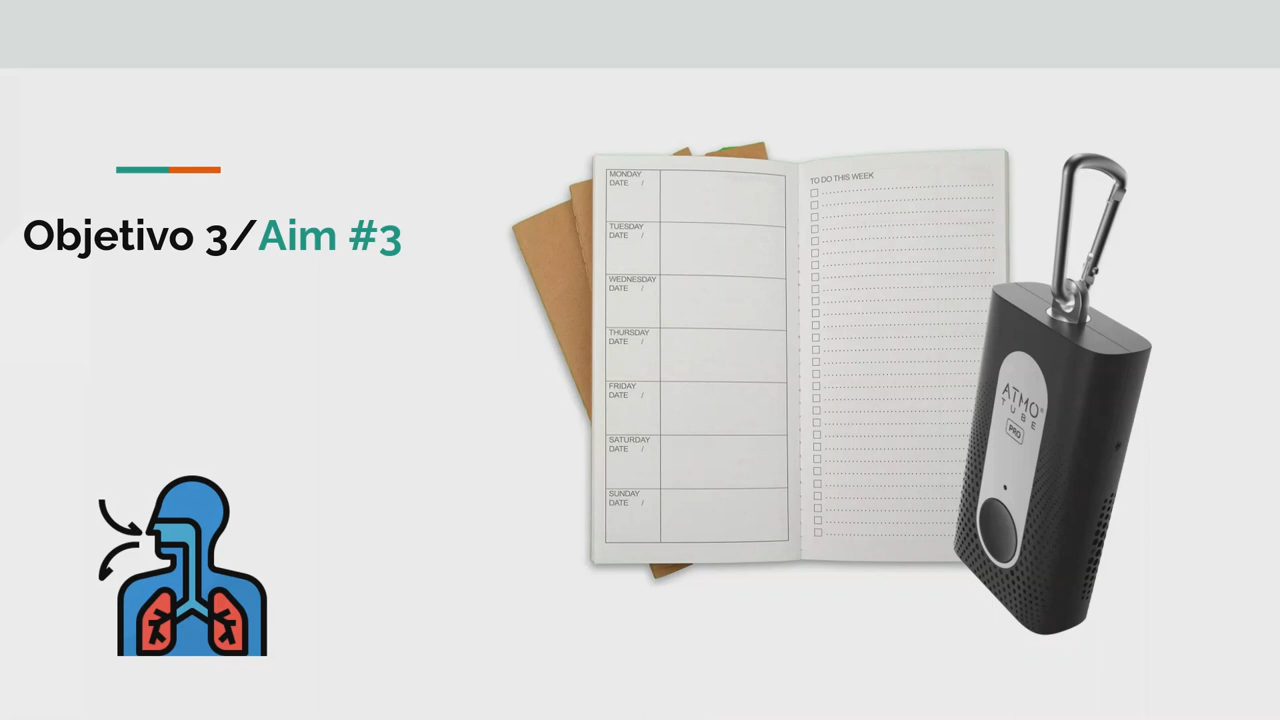 Objetivo 3/Aim #3
MONDAY
DATE /
TUESDAY
DATE /
WEDNESDAY
DATE /
THURSDAY
DATE /
FRIDAY
DATE /
SATURDAY
DATE /
SUNDAY
DATE /
TO DO THIS WEEK
ATMO®
TUBE
PRO